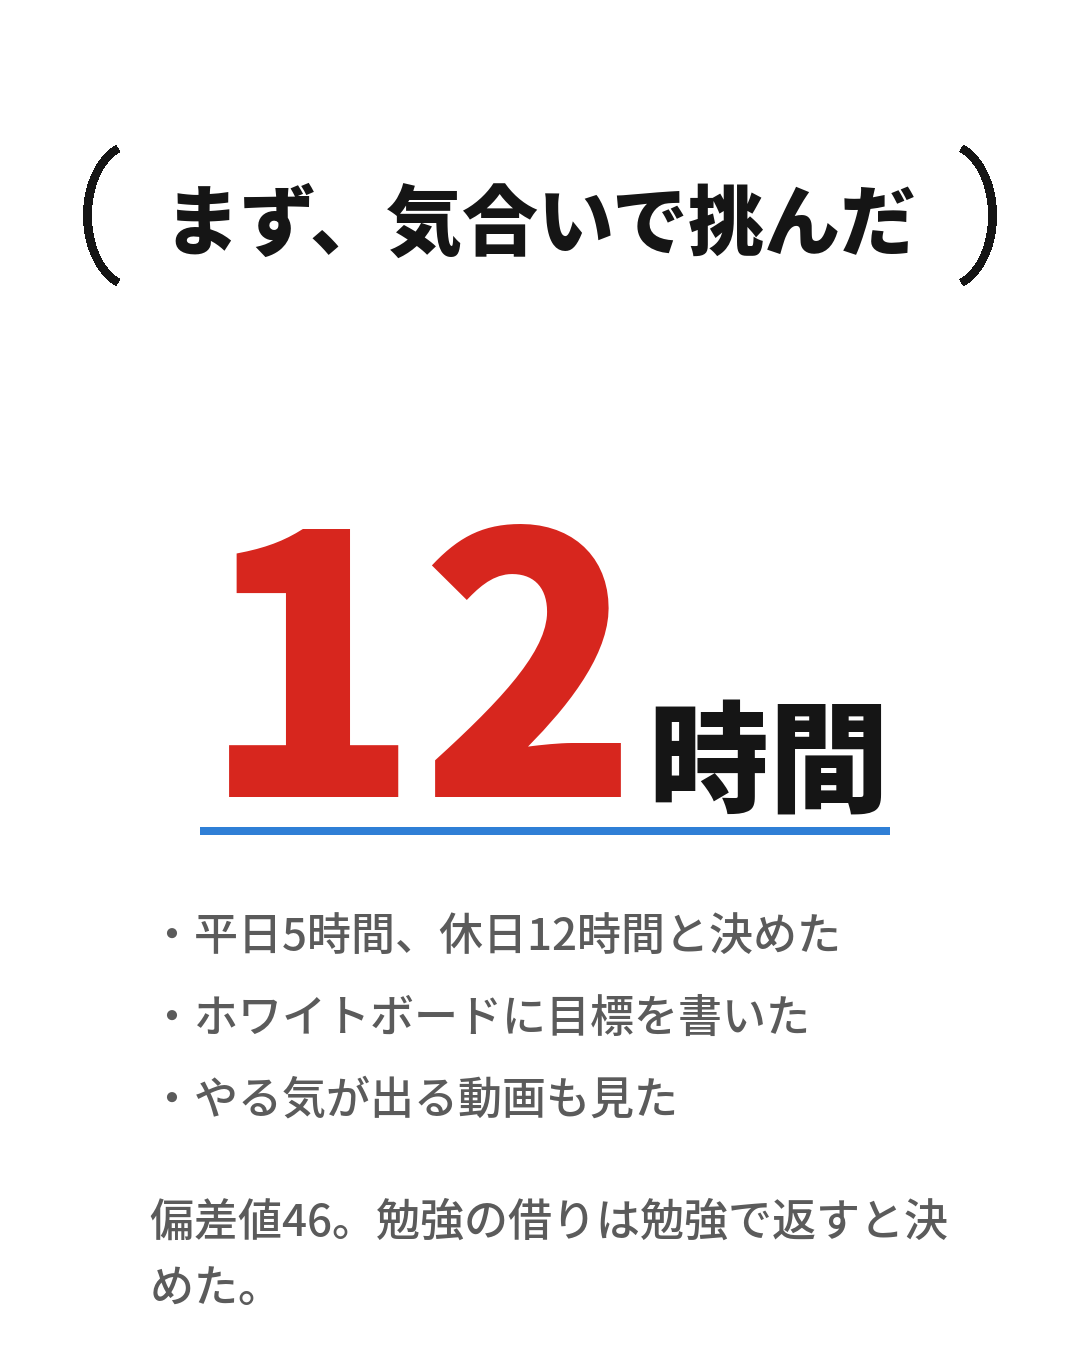 まず、気合いで挑んだ
12時間
・平日5時間、休日12時間と決めた
・ホワイトボードに目標を書いた
・やる気が出る動画も見た
偏差値46。勉強の借りは勉強で返すと決
めた。